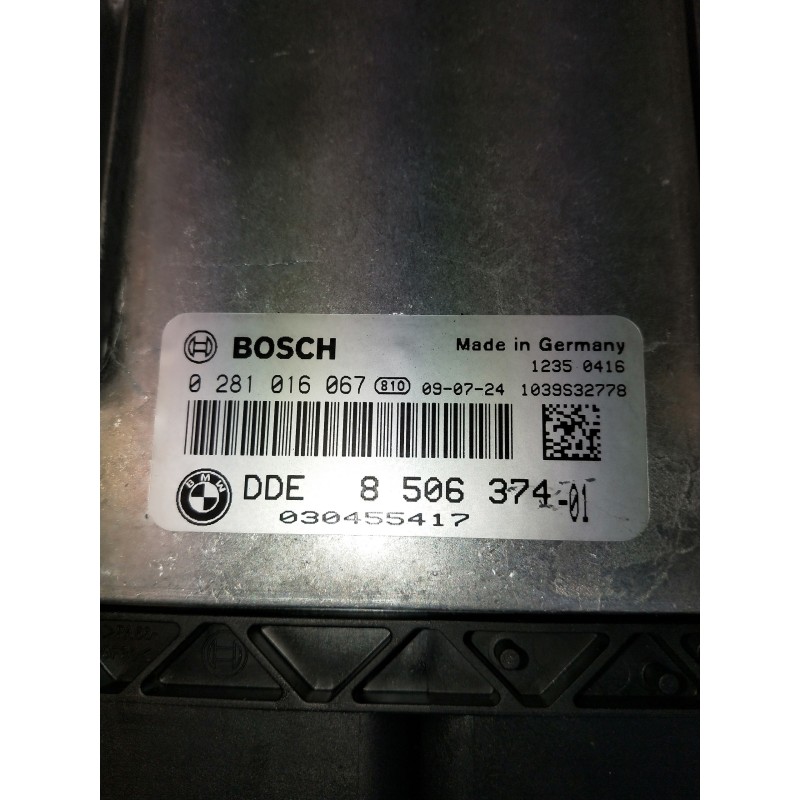 BOSCH
Made in Germany
1235 0416
0 281 016 067 810 09-07-24 1039S32778
BMW
DDE 8 506 374-01
030455417